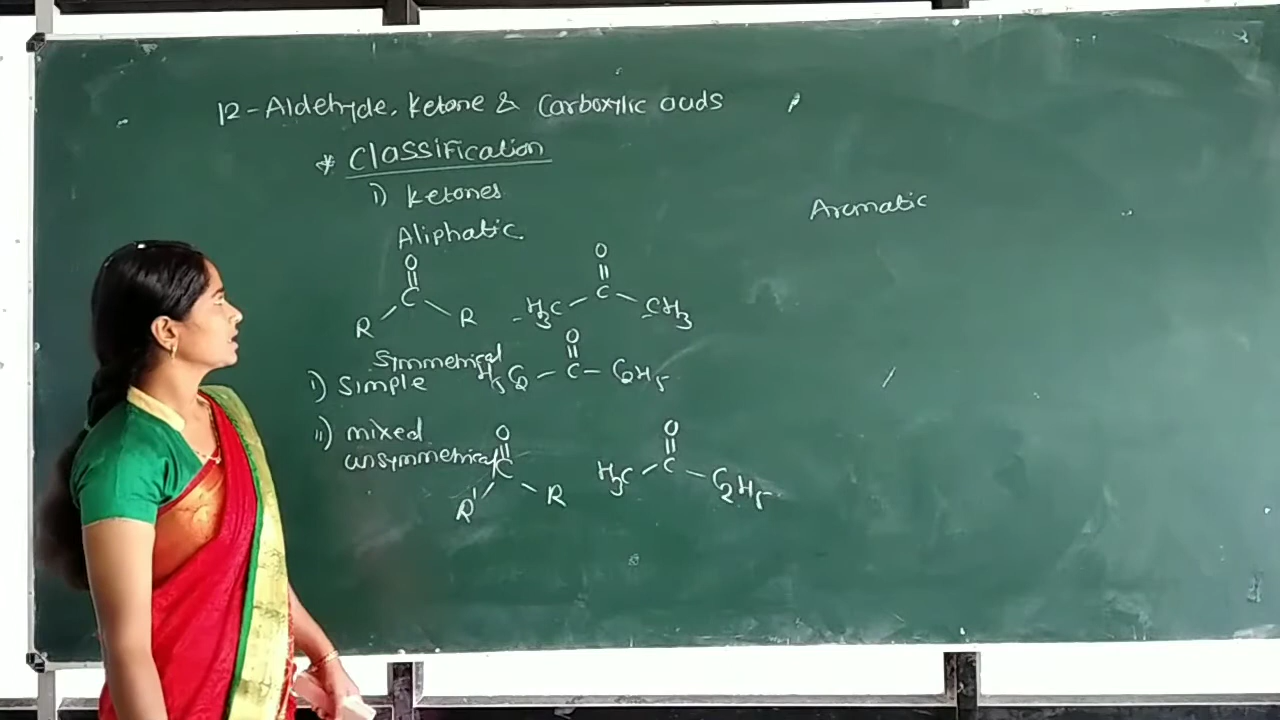 12-Aldehyde, Ketone & Carboxylic acids
* Classification
i) Ketones
Aliphatic
Aromatic
O
C
R R
O
H3C – C – CH3
Symmetrical
i) Simple
O
H5C2 – C – C2H5
ii) mixed
unsymmetrical
O
C
R' R
O
H3C – C – C2H5